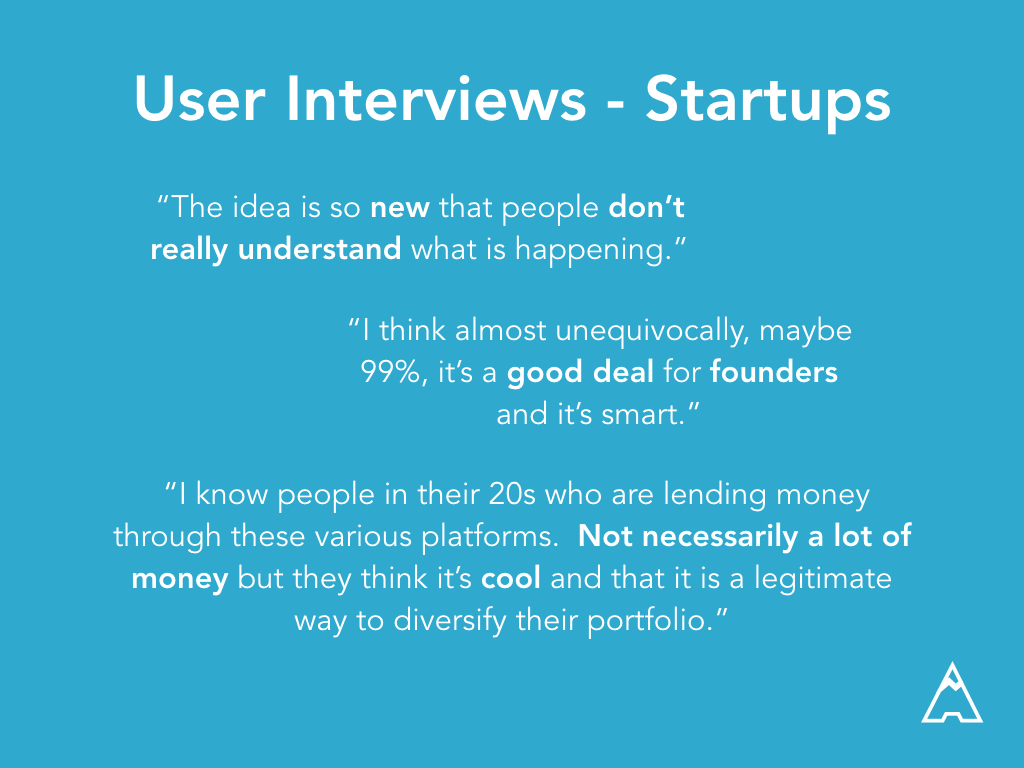 User Interviews - Startups
“The idea is so new that people don’t
really understand what is happening.”
“I think almost unequivocally, maybe
99%, it’s a good deal for founders
and it’s smart.”
“I know people in their 20s who are lending money
through these various platforms.  Not necessarily a lot of
money but they think it’s cool and that it is a legitimate
way to diversify their portfolio.”